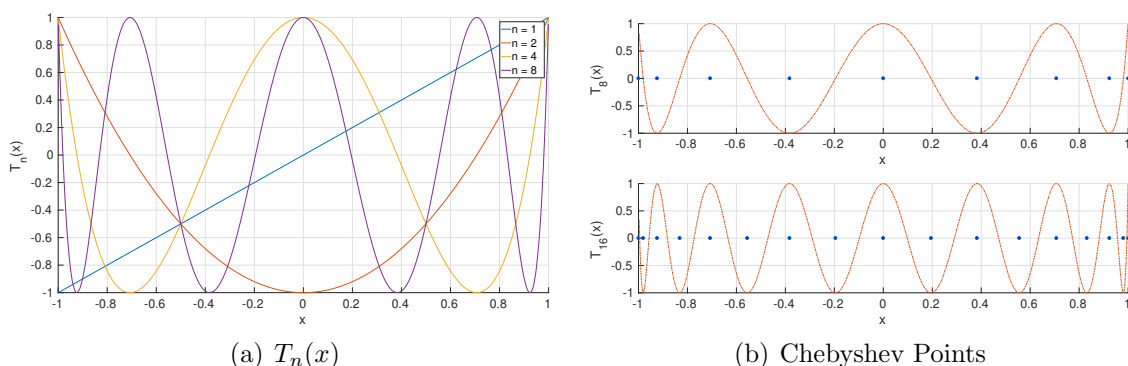 1
0.8
0.6
0.4
0.2
0
-0.2
-0.4
-0.6
-0.8
-1
T_n(x)
-1 -0.8 -0.6 -0.4 -0.2 0 0.2 0.4 0.6 0.8 1
x
n = 1
n = 2
n = 4
n = 8
(a) T_n(x)
1
0.5
0
-0.5
-1
T_8(x)
-1 -0.8 -0.6 -0.4 -0.2 0 0.2 0.4 0.6 0.8 1
x
1
0.5
0
-0.5
-1
T_16(x)
-1 -0.8 -0.6 -0.4 -0.2 0 0.2 0.4 0.6 0.8 1
x
(b) Chebyshev Points